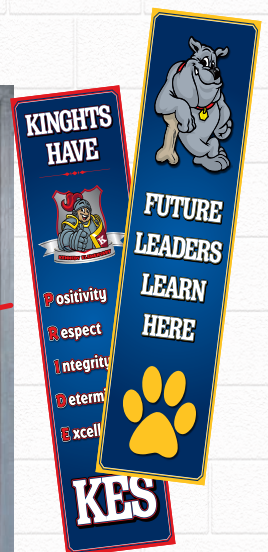 KINGHTS
HAVE
Positivity
Respect
Integrity
KES
FUTURE
LEADERS
LEARN
HERE